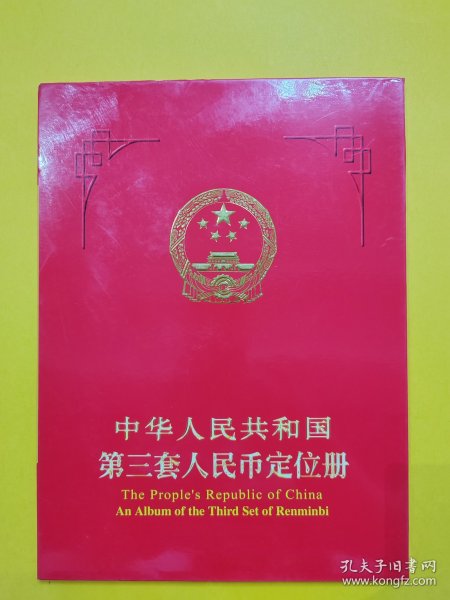 中华人民共和国
第三套人民币定位册
The Prople's Republic of China
An Album of the Third Set of Renminbi
孔夫子旧书网
www.kongfz.com